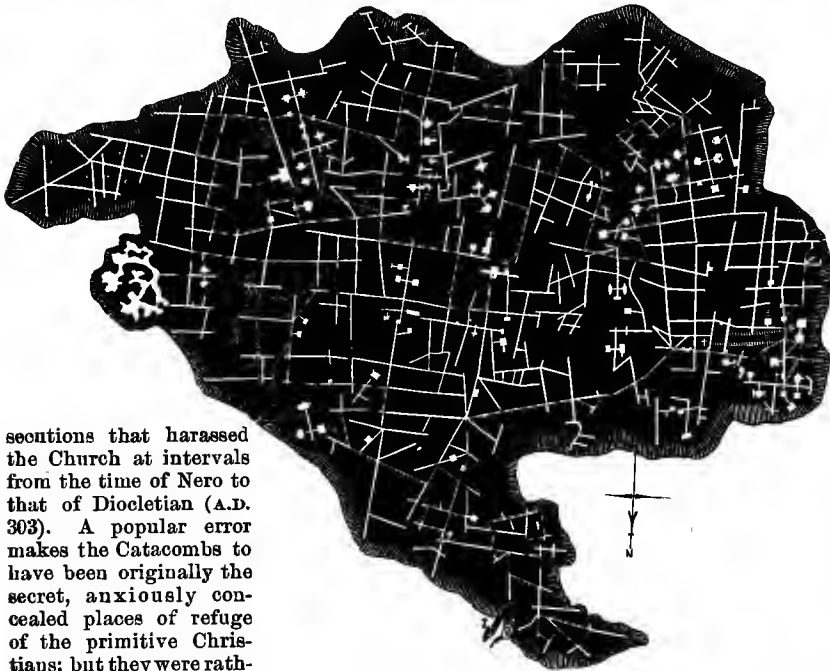 secutions that harassed
the Church at intervals
from the time of Nero to
that of Diocletian (A.D.
303). A popular error
makes the Catacombs to
have been originally the
secret, anxiously con-
cealed places of refuge
of the primitive Chris-
tians; but they were rath-
N